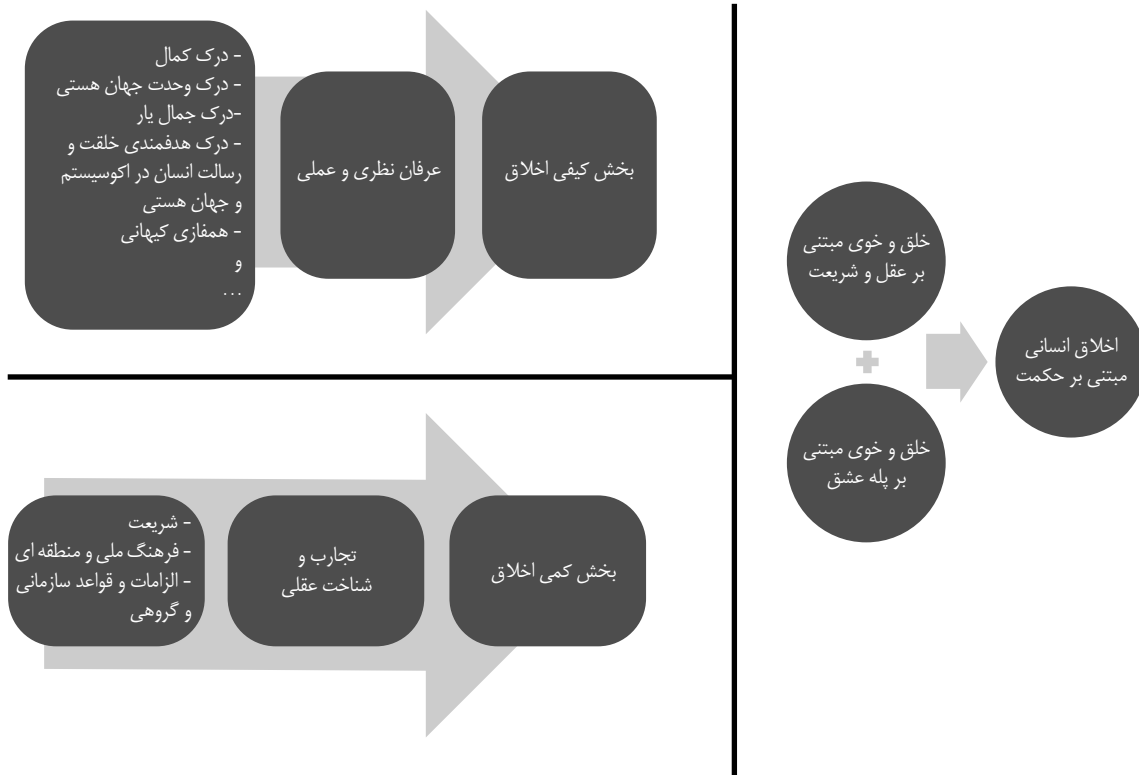 - درک کمال
- درک وحدت جهان هستی
-درک جمال یار
- درک هدفمندی خلقت و
رسالت انسان در اکوسیستم
و جهان هستی
- همفازی کیهانی
و
...
عرفان نظری و عملی
بخش کیفی اخلاق
- شریعت
- فرهنگ ملی و منطقه ای
- الزامات و قواعد سازمانی
و گروهی
تجارب و
شناخت عقلی
بخش کمی اخلاق
خلق و خوی مبتنی
بر عقل و شریعت
+
خلق و خوی مبتنی
بر پله عشق
اخلاق انسانی
مبتنی بر حکمت